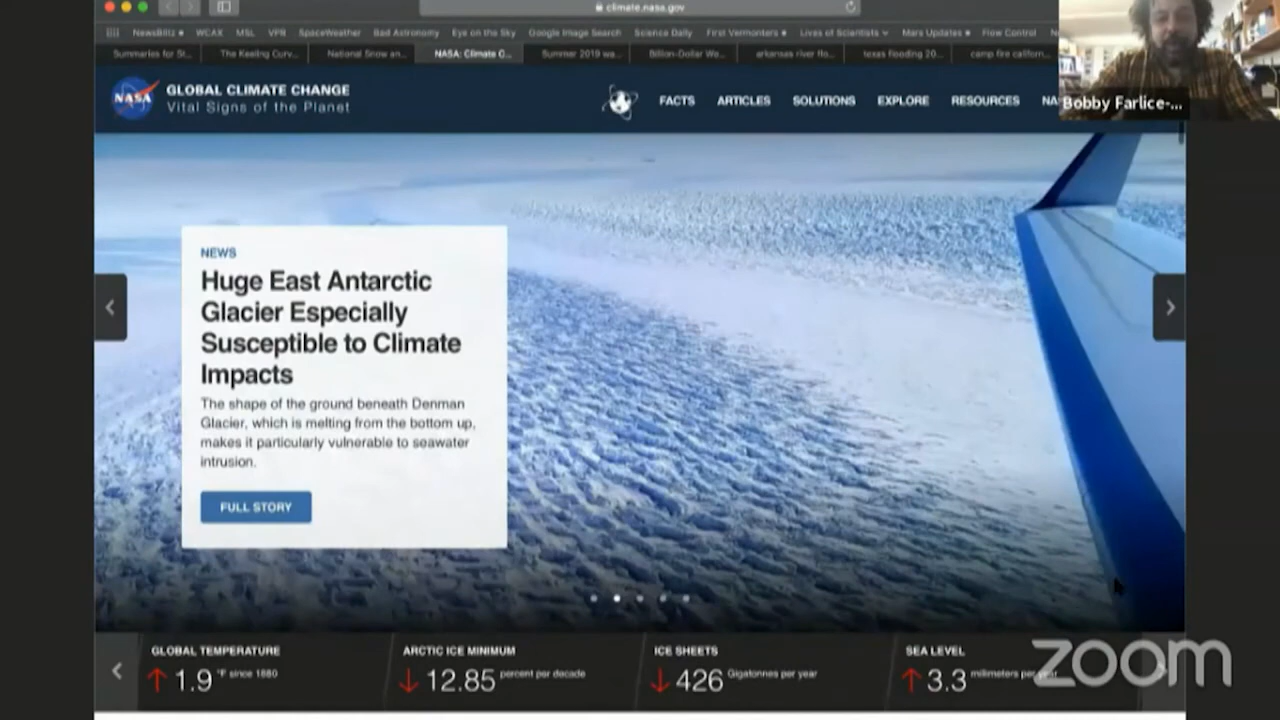 climate.nasa.gov
NewsBlitz WCAX MSL VPR SpaceWeather Bad Astronomy Eye on the Sky Google Image Search Science Daily First Vermonters Lives of Scientists Mars Updates Flow Control
Summaries for St... The Keeling Curv... National Snow an... NASA: Climate C... Summer 2019 wa... Billion-Dollar We... arkansas river flo... texas flooding 20... camp fire californ...
Bobby Farlice-...
NASA
GLOBAL CLIMATE CHANGE
Vital Signs of the Planet
FACTS ARTICLES SOLUTIONS EXPLORE RESOURCES NA
NEWS
Huge East Antarctic
Glacier Especially
Susceptible to Climate
Impacts
The shape of the ground beneath Denman
Glacier, which is melting from the bottom up,
makes it particularly vulnerable to seawater
intrusion.
FULL STORY
GLOBAL TEMPERATURE
↑ 1.9 °F since 1880
ARCTIC ICE MINIMUM
↓ 12.85 percent per decade
ICE SHEETS
↓ 426 Gigatonnes per year
SEA LEVEL
↑ 3.3 millimeters per year
zoom